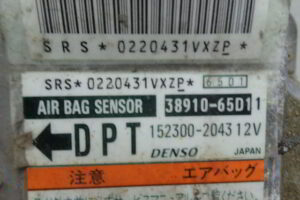 SRS*0220431VXZP*
SRS*0220431VXZP* 6501
AIR BAG SENSOR 38910-65D11
DPT 152300-2043 12V
DENSO JAPAN
注意 エアバッグ